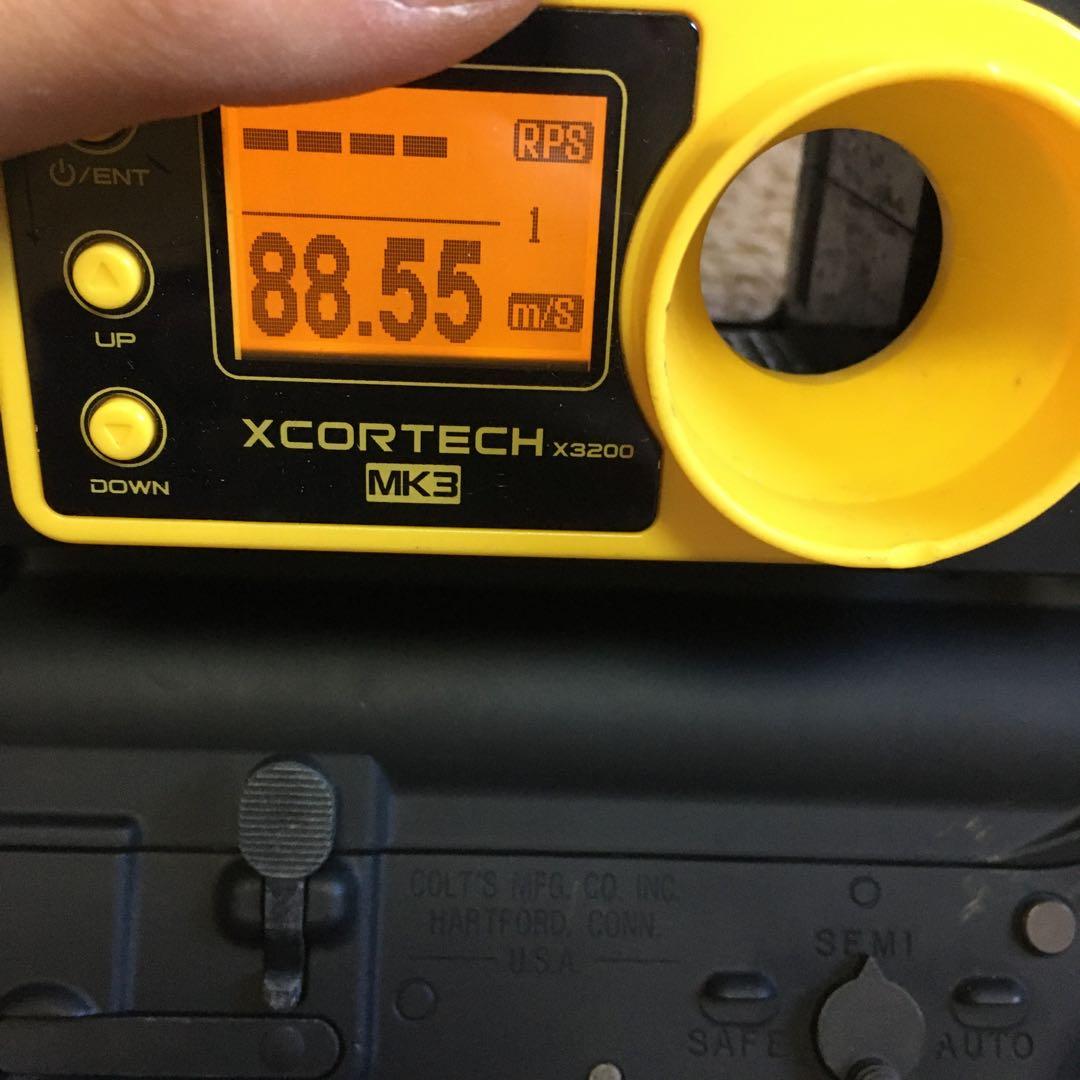 RPS
⏻/ENT
1
88.55
m/s
UP
XCORTECH X3200
MK3
DOWN
COLT'S MFG. CO. INC.
HARTFORD, CONN.
U.S.A.
SEMI
SAFE
AUTO